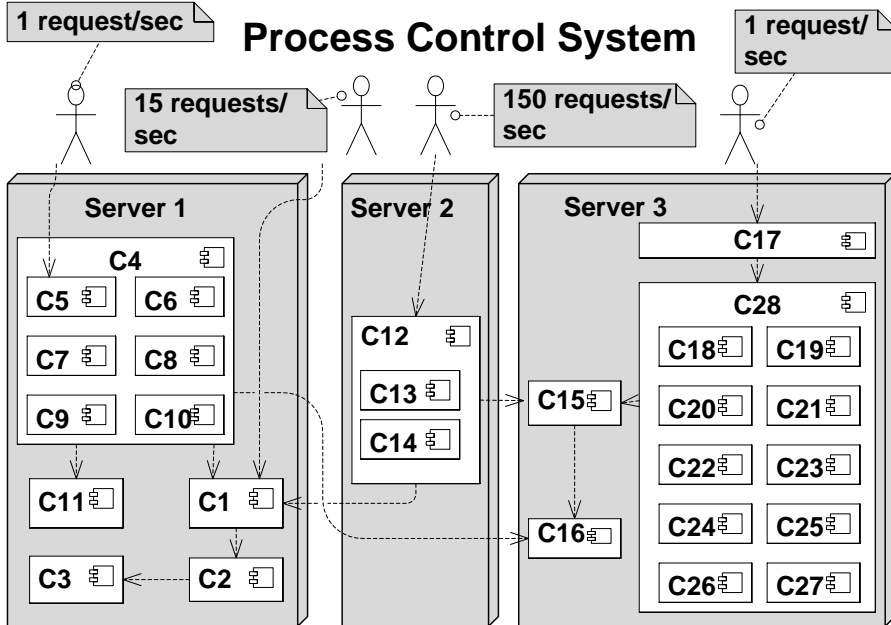 1 request/sec
Process Control System
1 request/
sec
15 requests/
sec
150 requests/
sec
Server 1
Server 2
Server 3
C4
C5
C6
C7
C8
C9
C10
C11
C1
C3
C2
C12
C13
C14
C15
C16
C17
C28
C18
C19
C20
C21
C22
C23
C24
C25
C26
C27